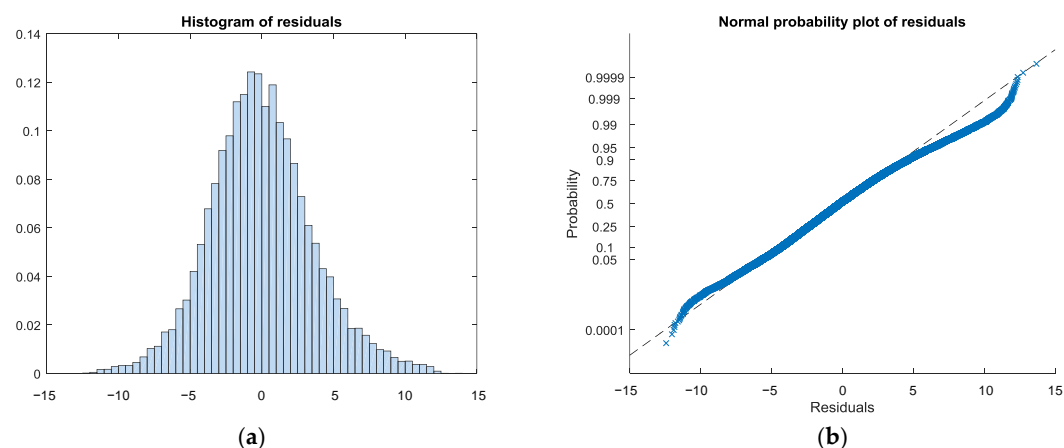 Histogram of residuals
0.14
0.12
0.1
0.08
0.06
0.04
0.02
0
−15 −10 −5 0 5 10 15
(a)
Normal probability plot of residuals
0.9999
0.999
0.99
0.95
0.9
0.75
0.5
0.25
0.1
0.05
0.0001
Probability
−15 −10 −5 0 5 10 15
Residuals
(b)